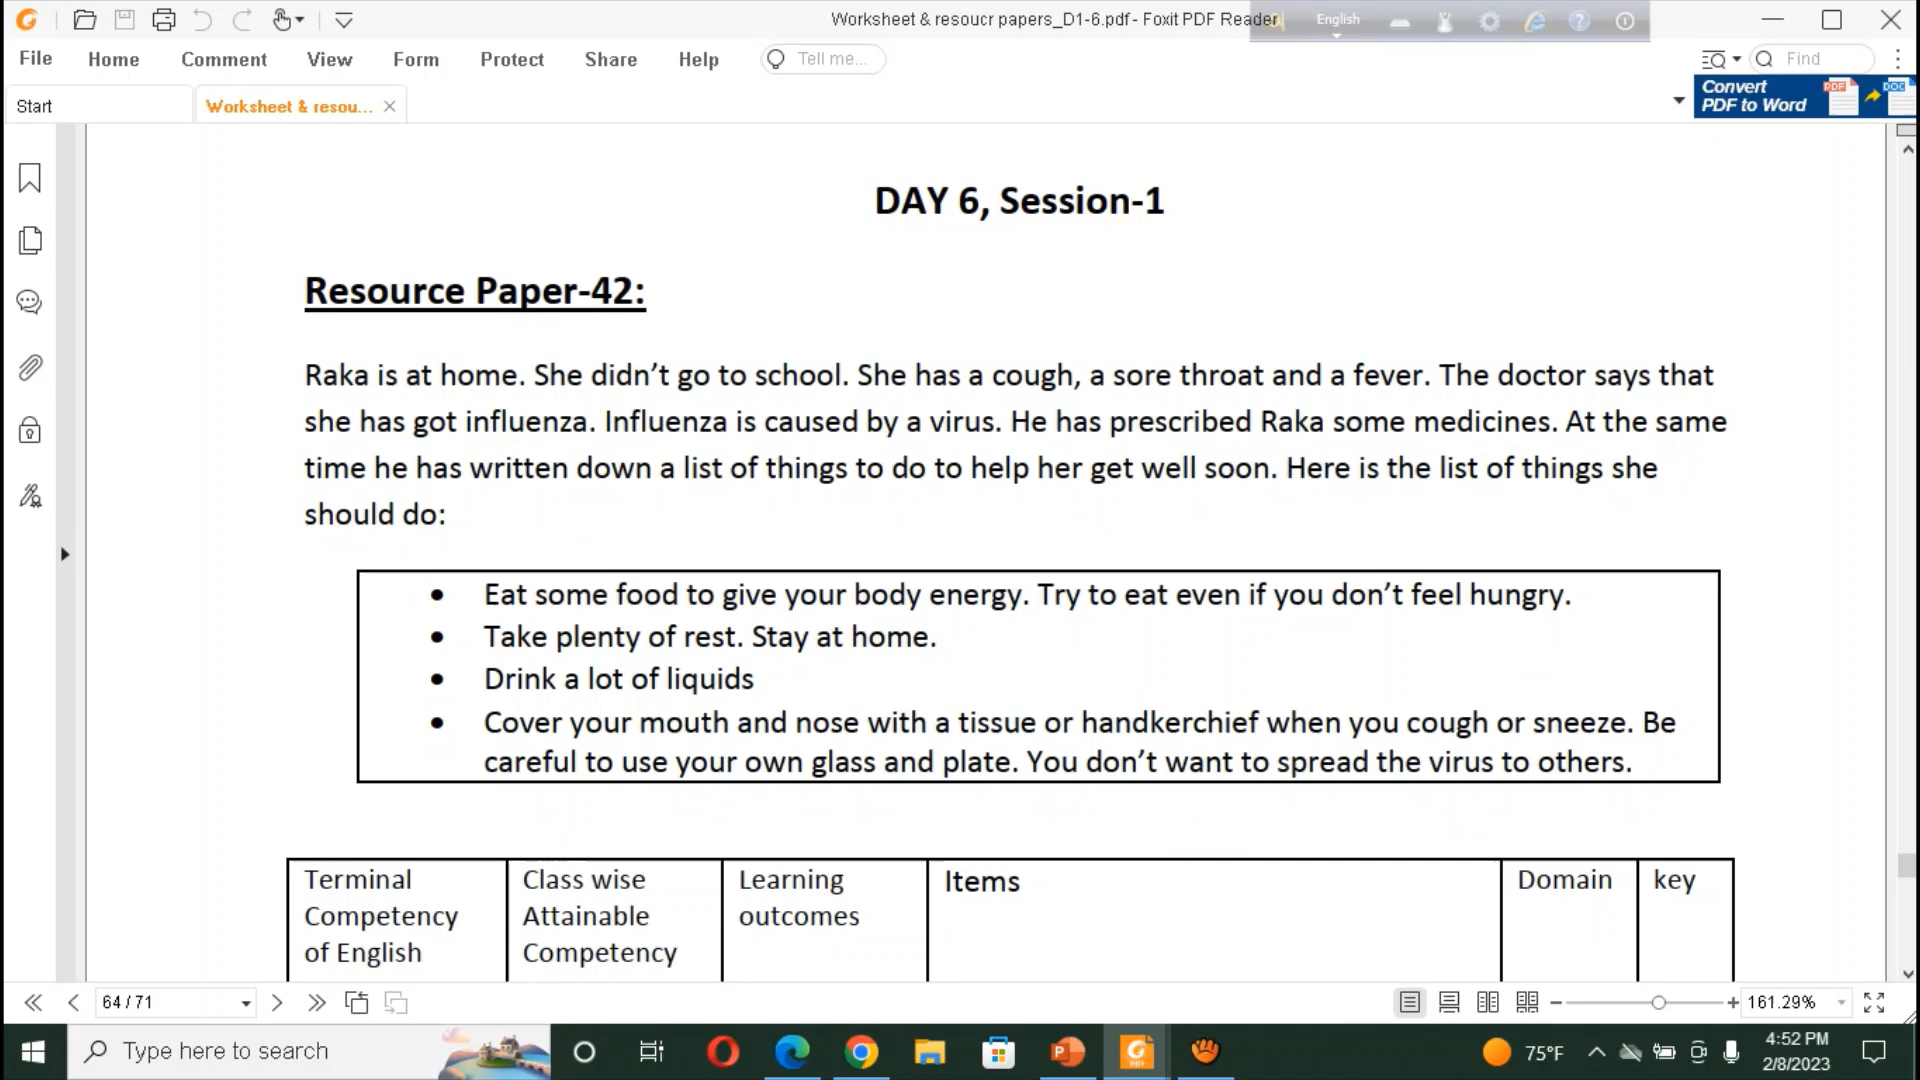 Worksheet & resoucr papers_D1-6.pdf - Foxit PDF Reader
English
File Home Comment View Form Protect Share Help Tell me... Find
Start Worksheet & resou...
Convert PDF to Word PDF DOC
DAY 6, Session-1
Resource Paper-42:
Raka is at home. She didn’t go to school. She has a cough, a sore throat and a fever. The doctor says that
she has got influenza. Influenza is caused by a virus. He has prescribed Raka some medicines. At the same
time he has written down a list of things to do to help her get well soon. Here is the list of things she
should do:
• Eat some food to give your body energy. Try to eat even if you don’t feel hungry.
• Take plenty of rest. Stay at home.
• Drink a lot of liquids
• Cover your mouth and nose with a tissue or handkerchief when you cough or sneeze. Be
careful to use your own glass and plate. You don’t want to spread the virus to others.
Terminal Class wise Learning Items Domain key
Competency Attainable outcomes
of English Competency
64 / 71 161.29%
Type here to search 75°F 4:52 PM
2/8/2023